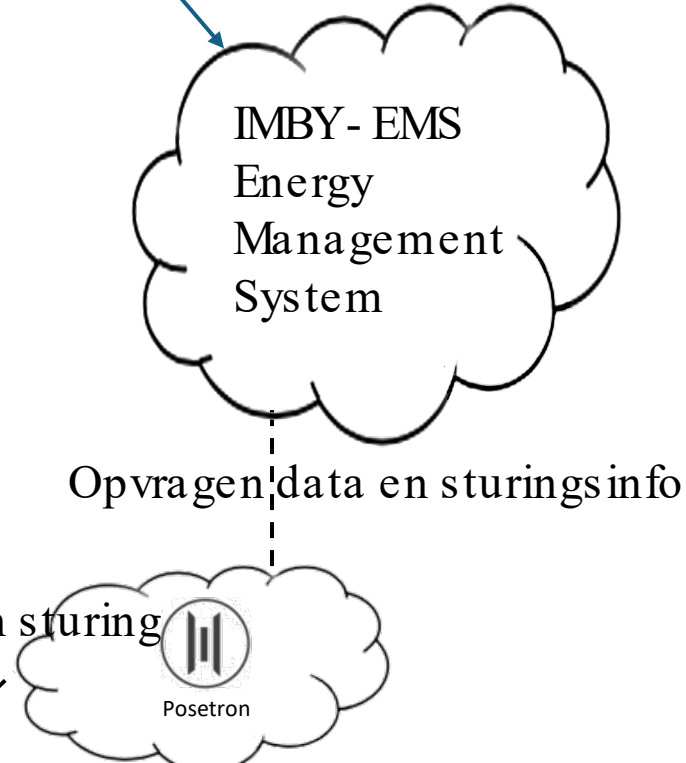 IMBY- EMS
Energy
Management
System
Opvragen data en sturingsinfo
n sturing
Posetron